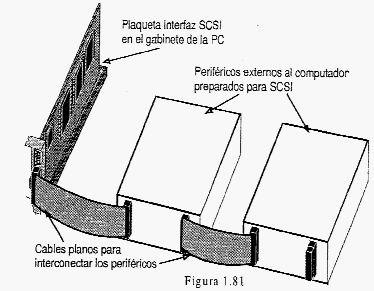 Plaqueta interfaz SCSI
en el gabinete de la PC
Periféricos externos al computador
preparados para SCSI
Cables planos para
interconectar los periféricos
Figura 1.81